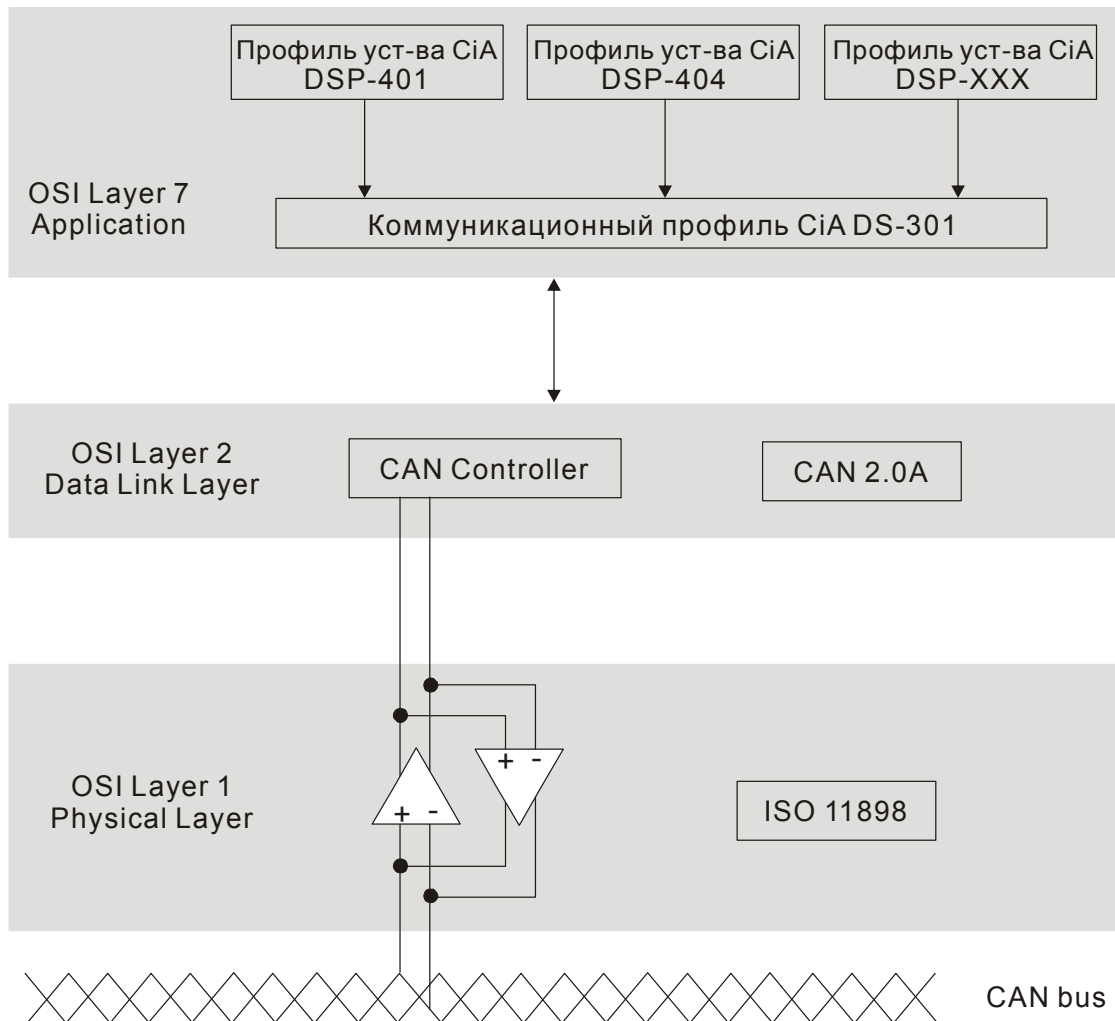 Профиль уст-ва CiA
DSP-401
Профиль уст-ва CiA
DSP-404
Профиль уст-ва CiA
DSP-XXX
OSI Layer 7
Application
Коммуникационный профиль CiA DS-301
OSI Layer 2
Data Link Layer
CAN Controller
CAN 2.0A
+ -
OSI Layer 1
Physical Layer
+ -
ISO 11898
CAN bus